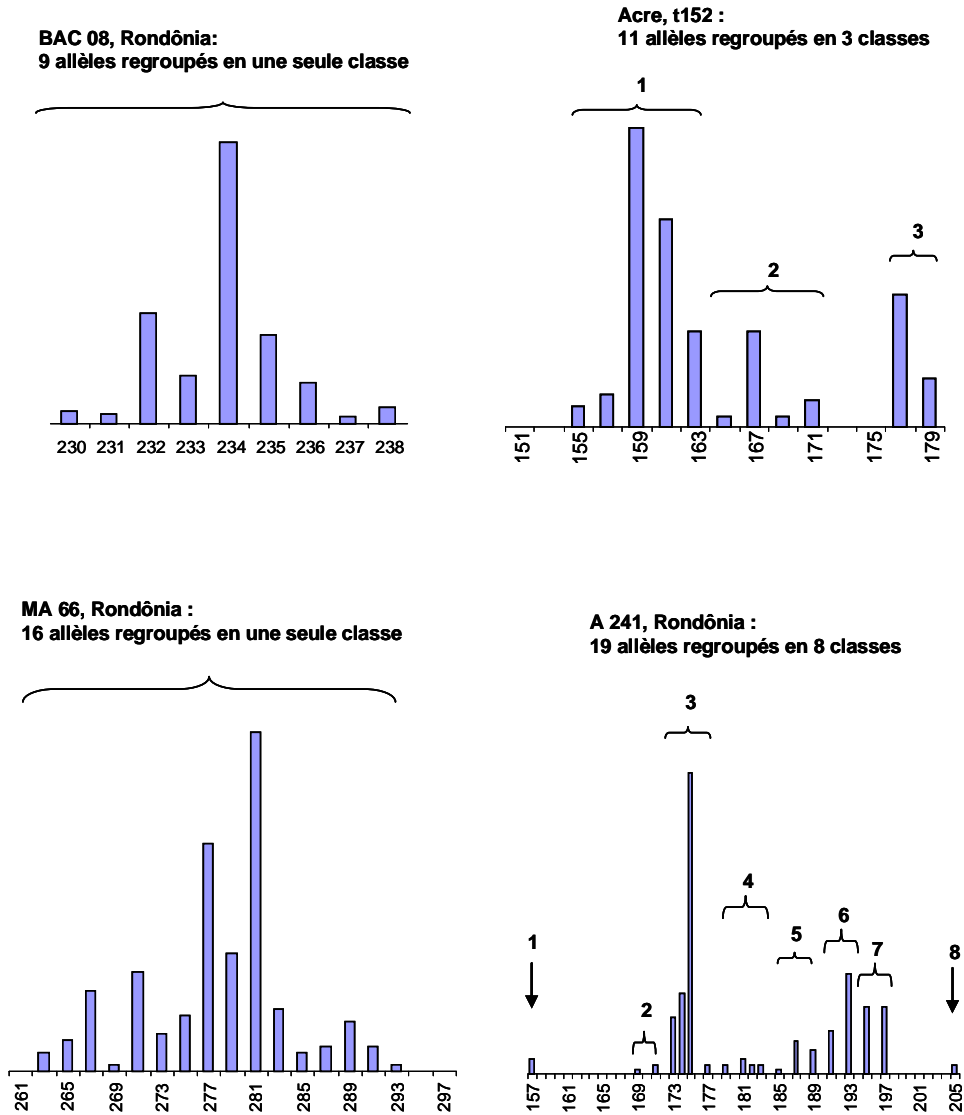 BAC 08, Rondônia:
9 allèles regroupés en une seule classe
230 231 232 233 234 235 236 237 238
Acre, t152 :
11 allèles regroupés en 3 classes
1
2
3
151 155 159 163 167 171 175 179
MA 66, Rondônia :
16 allèles regroupés en une seule classe
261 265 269 273 277 281 285 289 293 297
A 241, Rondônia :
19 allèles regroupés en 8 classes
3
4
5
6
7
1
8
2
157 161 165 169 173 177 181 185 189 193 197 201 205